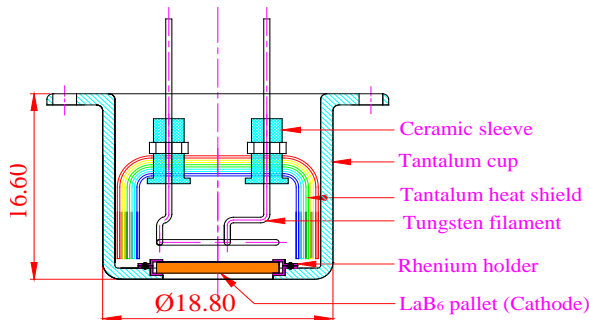 Ceramic sleeve
Tantalum cup
Tantalum heat shield
Tungsten filament
Rhenium holder
LaB₆ pallet (Cathode)
16.60
Ø18.80